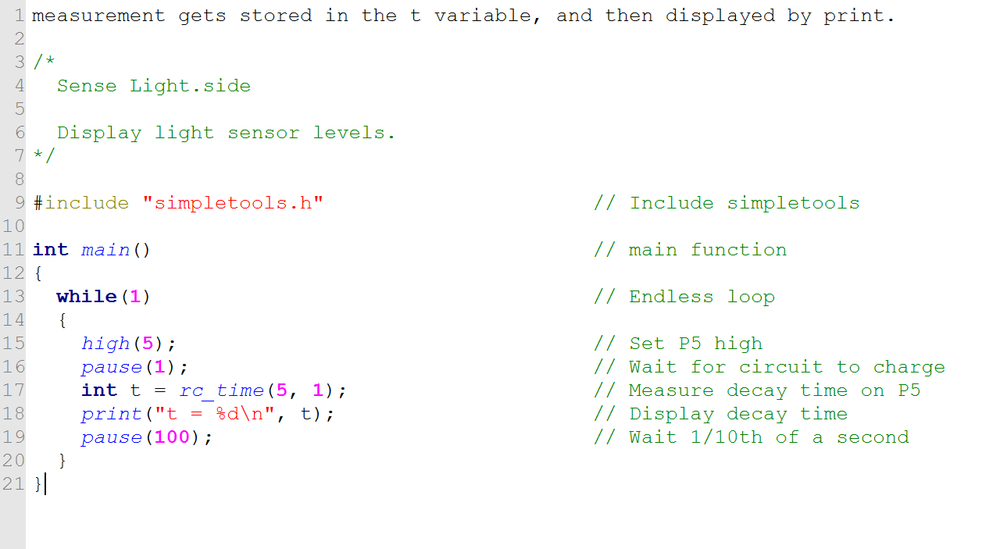 1 measurement gets stored in the t variable, and then displayed by print.
2
3 /*
4   Sense Light.side
5
6   Display light sensor levels.
7 */
8
9 #include "simpletools.h"                      // Include simpletools
10
11 int main()                                    // main function
12 {
13   while(1)                                    // Endless loop
14   {
15     high(5);                                  // Set P5 high
16     pause(1);                                 // Wait for circuit to charge
17     int t = rc_time(5, 1);                    // Measure decay time on P5
18     print("t = %d\n", t);                     // Display decay time
19     pause(100);                               // Wait 1/10th of a second
20   }
21 }